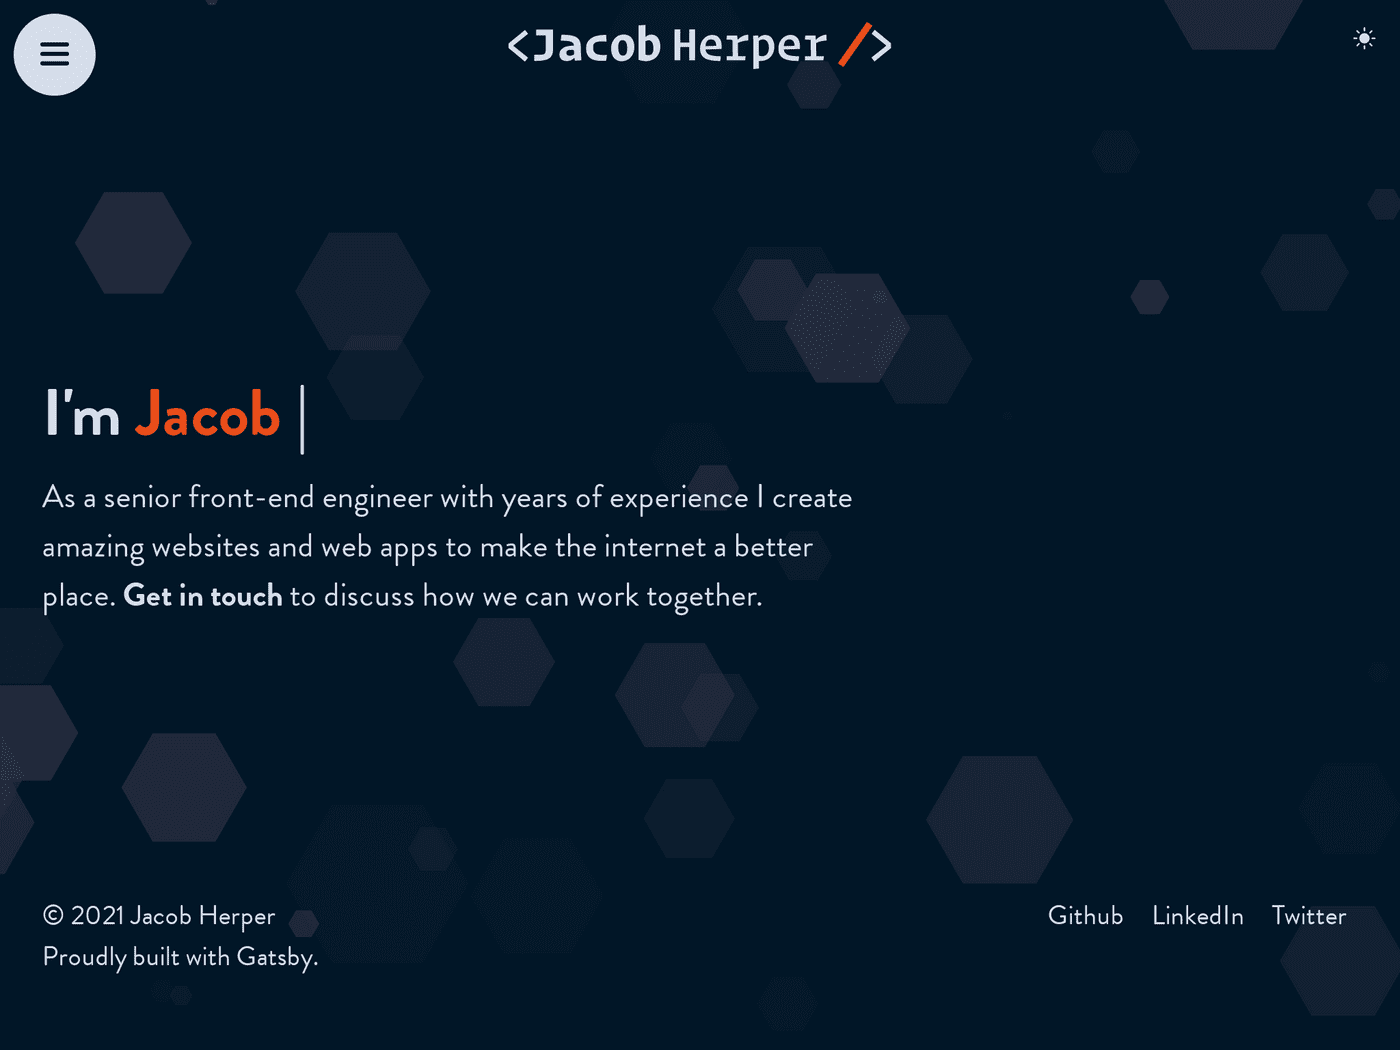 <Jacob Herper />
I'm Jacob |
As a senior front-end engineer with years of experience I create
amazing websites and web apps to make the internet a better
place. Get in touch to discuss how we can work together.
© 2021 Jacob Herper
Github LinkedIn Twitter
Proudly built with Gatsby.